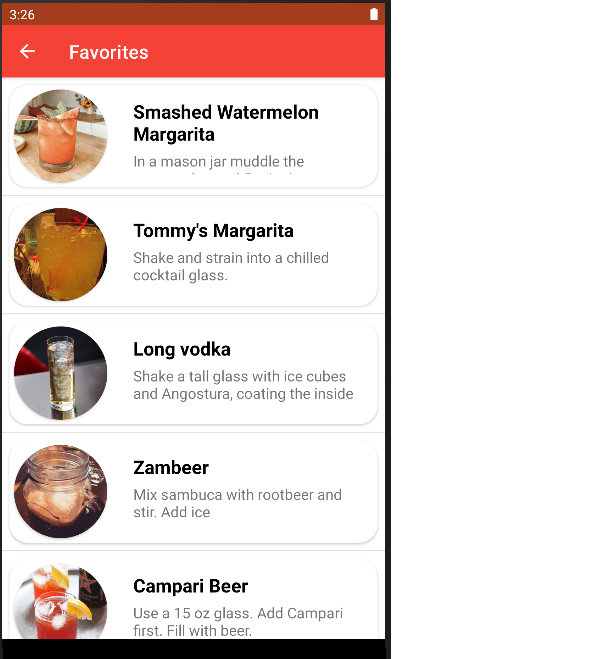 3:26
Favorites
Smashed Watermelon
Margarita
In a mason jar muddle the
Tommy's Margarita
Shake and strain into a chilled
cocktail glass.
Long vodka
Shake a tall glass with ice cubes
and Angostura, coating the inside
Zambeer
Mix sambuca with rootbeer and
stir. Add ice
Campari Beer
Use a 15 oz glass. Add Campari
first. Fill with beer.